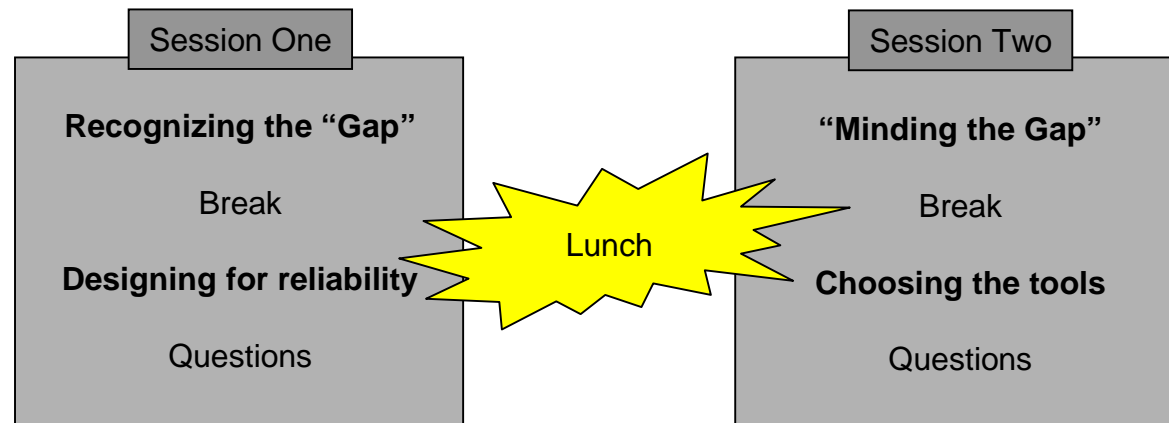 Session One
Recognizing the “Gap”
Break
Designing for reliability
Questions
Lunch
Session Two
“Minding the Gap”
Break
Choosing the tools
Questions